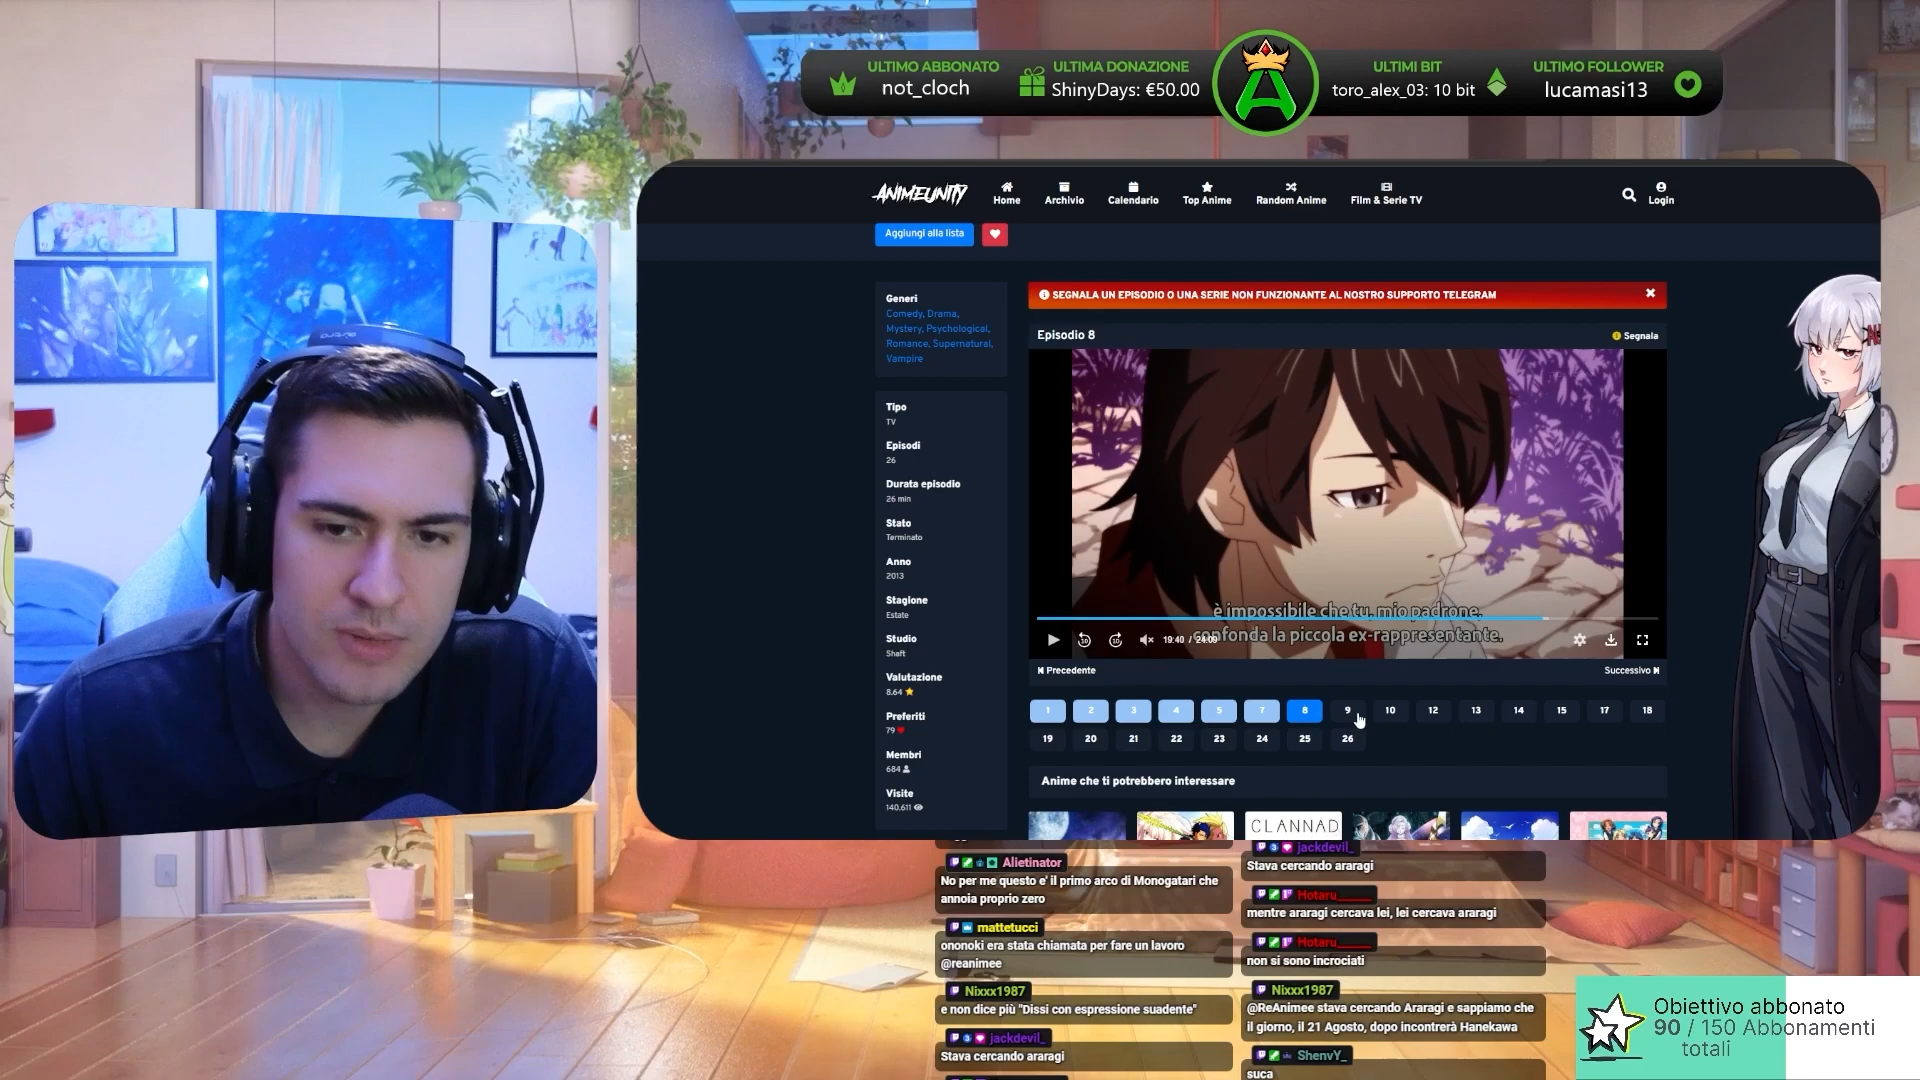 ULTIMO ABBONATO
not_cloch
ULTIMA DONAZIONE
ShinyDays: €50.00
ULTIMI BIT
toro_alex_03: 10 bit
ULTIMO FOLLOWER
lucamasi13
ANIMEUNITY
Home
Archivio
Calendario
Top Anime
Random Anime
Film & Serie TV
Login
Aggiungi alla lista
Generi
Comedy, Drama,
Mystery, Psychological,
Romance, Supernatural,
Vampire
Tipo
TV
Episodi
26
Durata episodio
26 min
Stato
Terminato
Anno
2013
Stagione
Estate
Studio
Shaft
Valutazione
8.64
Preferiti
79
Membri
684
Visite
140.611
SEGNALA UN EPISODIO O UNA SERIE NON FUNZIONANTE AL NOSTRO SUPPORTO TELEGRAM
Episodio 8
Segnala
è impossibile che tu, mio padrone,
confonda la piccola ex-rappresentante.
10
10
19:40 / 24:09
Precedente
Successivo
1 2 3 4 5 7 8 9 10 12 13 14 15 17 18
19 20 21 22 23 24 25 26
Anime che ti potrebbero interessare
CLANNAD
Alietinator
No per me questo e' il primo arco di Monogatari che
annoia proprio zero
mattetucci
ononoki era stata chiamata per fare un lavoro
@reanimee
Nixxx1987
e non dice più "Dissi con espressione suadente"
jackdevil_
Stava cercando araragi
jackdevil_
Stava cercando araragi
Hotaru______
mentre araragi cercava lei, lei cercava araragi
Hotaru______
non si sono incrociati
Nixxx1987
@ReAnimee stava cercando Araragi e sappiamo che
il giorno, il 21 Agosto, dopo incontrerà Hanekawa
ShenvY_
suca
Obiettivo abbonato
90 / 150 Abbonamenti
totali